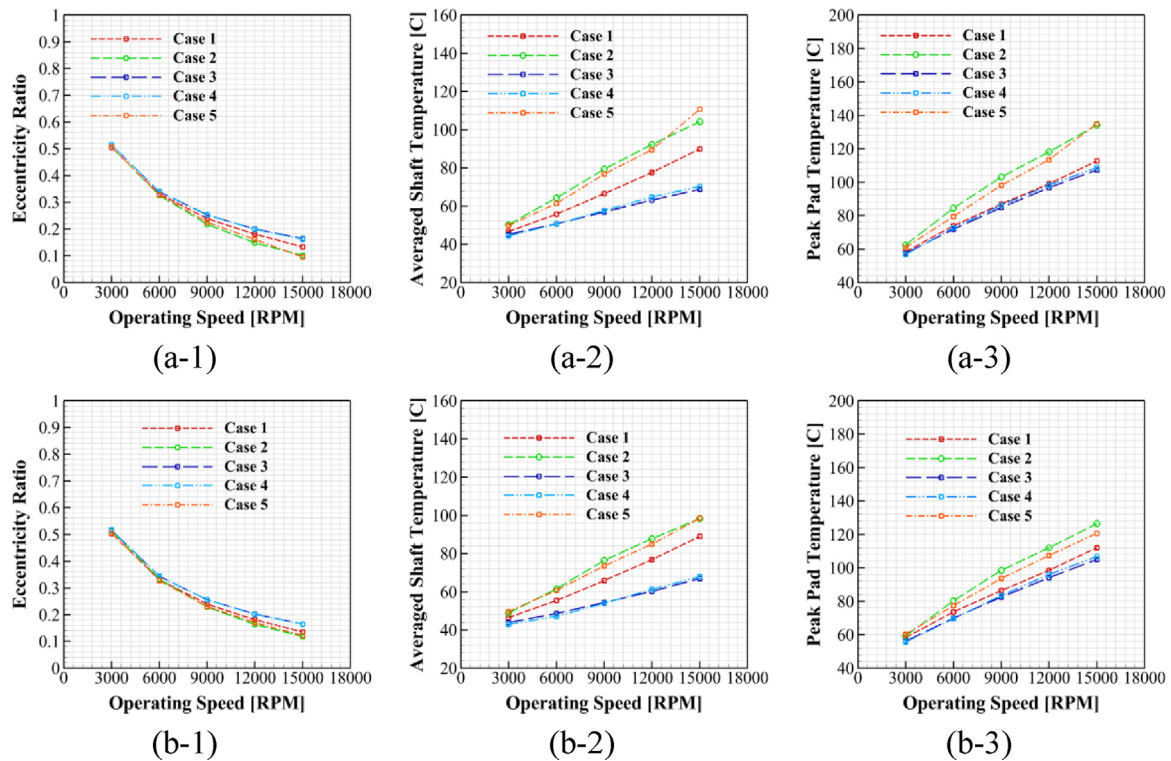 Eccentricity Ratio
1
0.9
0.8
0.7
0.6
0.5
0.4
0.3
0.2
0.1
0
Case 1
Case 2
Case 3
Case 4
Case 5
0 3000 6000 9000 12000 15000 18000
Operating Speed [RPM]
(a-1)
Averaged Shaft Temperature [C]
160
140
120
100
80
60
40
20
Case 1
Case 2
Case 3
Case 4
Case 5
0 3000 6000 9000 12000 15000 18000
Operating Speed [RPM]
(a-2)
Peak Pad Temperature [C]
200
180
160
140
120
100
80
60
40
Case 1
Case 2
Case 3
Case 4
Case 5
0 3000 6000 9000 12000 15000 18000
Operating Speed [RPM]
(a-3)
Eccentricity Ratio
1
0.9
0.8
0.7
0.6
0.5
0.4
0.3
0.2
0.1
0
Case 1
Case 2
Case 3
Case 4
Case 5
0 3000 6000 9000 12000 15000 18000
Operating Speed [RPM]
(b-1)
Averaged Shaft Temperature [C]
160
140
120
100
80
60
40
20
Case 1
Case 2
Case 3
Case 4
Case 5
0 3000 6000 9000 12000 15000 18000
Operating Speed [RPM]
(b-2)
Peak Pad Temperature [C]
200
180
160
140
120
100
80
60
40
Case 1
Case 2
Case 3
Case 4
Case 5
0 3000 6000 9000 12000 15000 18000
Operating Speed [RPM]
(b-3)